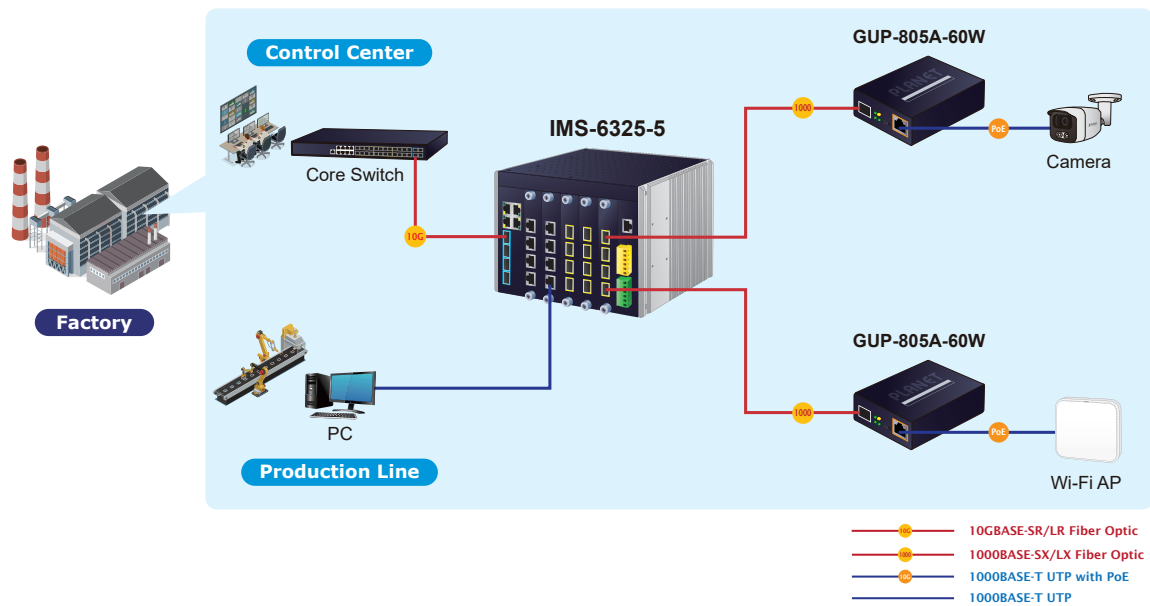 Control Center
GUP-805A-60W
PLANET
1000
PoE
Camera
IMS-6325-5
Core Switch
10G
Factory
GUP-805A-60W
PLANET
1000
PoE
Wi-Fi AP
PC
Production Line
10G 10GBASE-SR/LR Fiber Optic
1000 1000BASE-SX/LX Fiber Optic
10G 1000BASE-T UTP with PoE
1000BASE-T UTP